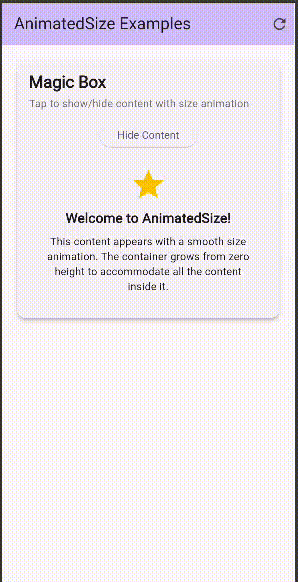 AnimatedSize Examples
Magic Box
Tap to show/hide content with size animation
Hide Content
Welcome to AnimatedSize!
This content appears with a smooth size
animation. The container grows from zero
height to accommodate all the content
inside it.